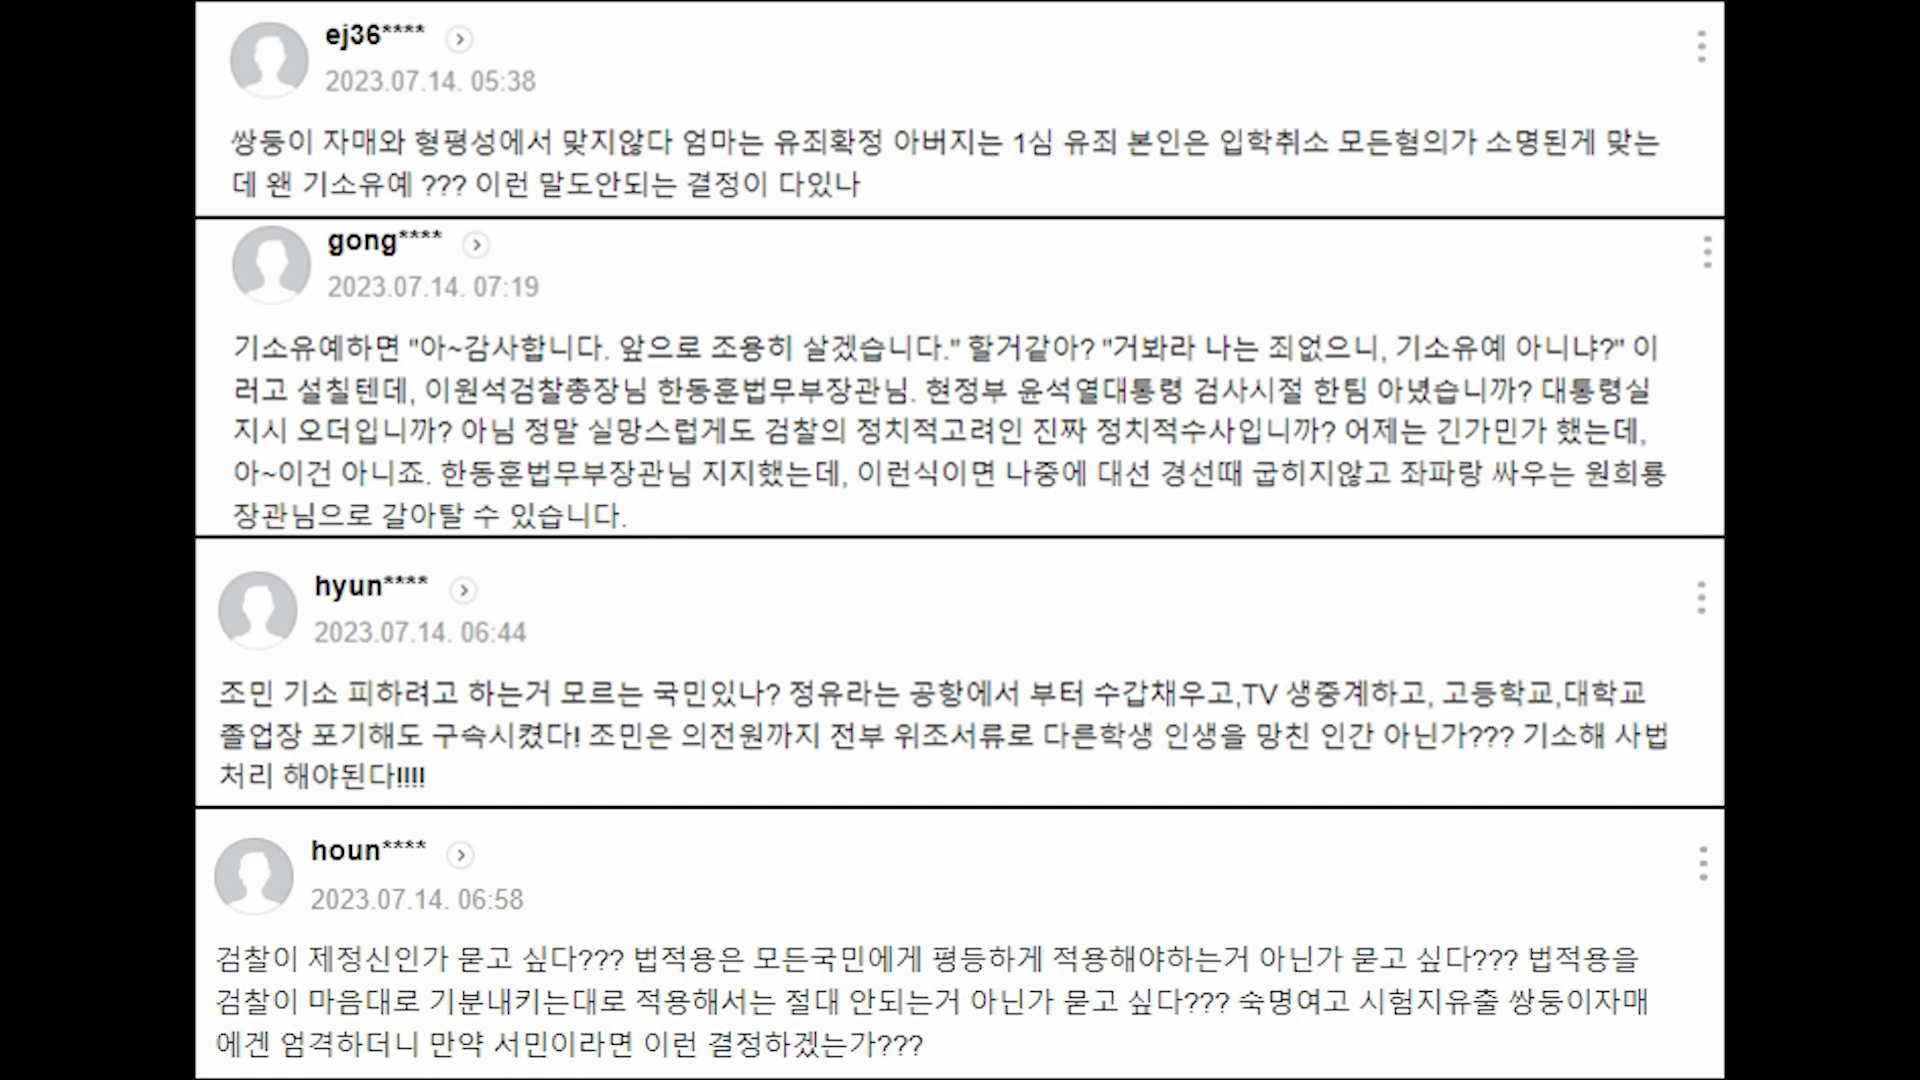 ej36****
2023.07.14. 05:38
쌍둥이 자매와 형평성에서 맞지않다 엄마는 유죄확정 아버지는 1심 유죄 본인은 입학취소 모든혐의가 소명된게 맞는
데 왠 기소유예 ??? 이런 말도안되는 결정이 다있나
gong****
2023.07.14. 07:19
기소유예하면 "아~감사합니다. 앞으로 조용히 살겠습니다." 할거같아? "거봐라 나는 죄없으니, 기소유예 아니냐?" 이
러고 설칠텐데, 이원석검찰총장님 한동훈법무부장관님. 현정부 윤석열대통령 검사시절 한팀 아녔습니까? 대통령실
지시 오더입니까? 아님 정말 실망스럽게도 검찰의 정치적고려인 진짜 정치적수사입니까? 어제는 긴가민가 했는데,
아~이건 아니죠. 한동훈법무부장관님 지지했는데, 이런식이면 나중에 대선 경선때 굽히지않고 좌파랑 싸우는 원희룡
장관님으로 갈아탈 수 있습니다.
hyun****
2023.07.14. 06:44
조민 기소 피하려고 하는거 모르는 국민있나? 정유라는 공항에서 부터 수갑채우고,TV 생중계하고, 고등학교,대학교
졸업장 포기해도 구속시켰다! 조민은 의전원까지 전부 위조서류로 다른학생 인생을 망친 인간 아닌가??? 기소해 사법
처리 해야된다!!!!
houn****
2023.07.14. 06:58
검찰이 제정신인가 묻고 싶다??? 법적용은 모든국민에게 평등하게 적용해야하는거 아닌가 묻고 싶다??? 법적용을
검찰이 마음대로 기분내키는대로 적용해서는 절대 안되는거 아닌가 묻고 싶다??? 숙명여고 시험지유출 쌍둥이자매
에겐 엄격하더니 만약 서민이라면 이런 결정하겠는가???